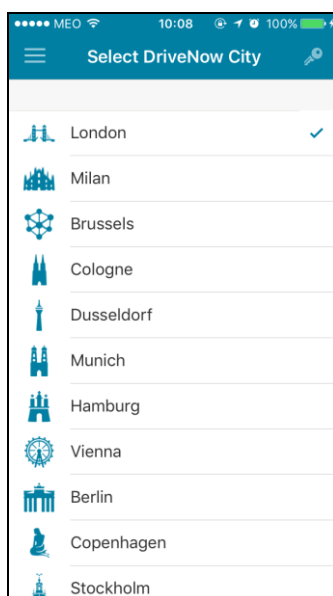 MEO 10:08 100%
Select DriveNow City
London
Milan
Brussels
Cologne
Dusseldorf
Munich
Hamburg
Vienna
Berlin
Copenhagen
Stockholm